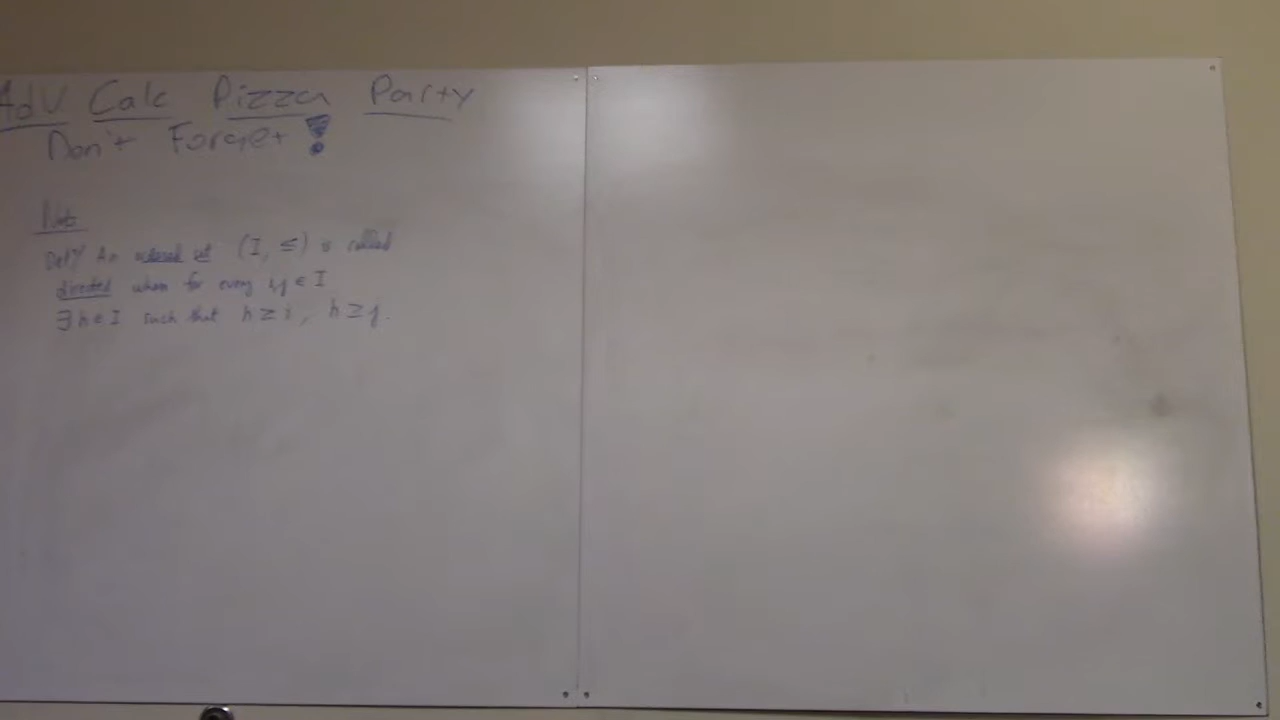 Adv Calc Pizza Party
Don't Forget !
Nets
Def'n An ordered set (I, ≤) is called
directed when for every i,j ∈ I
∃ h ∈ I such that h ≥ i, h ≥ j.